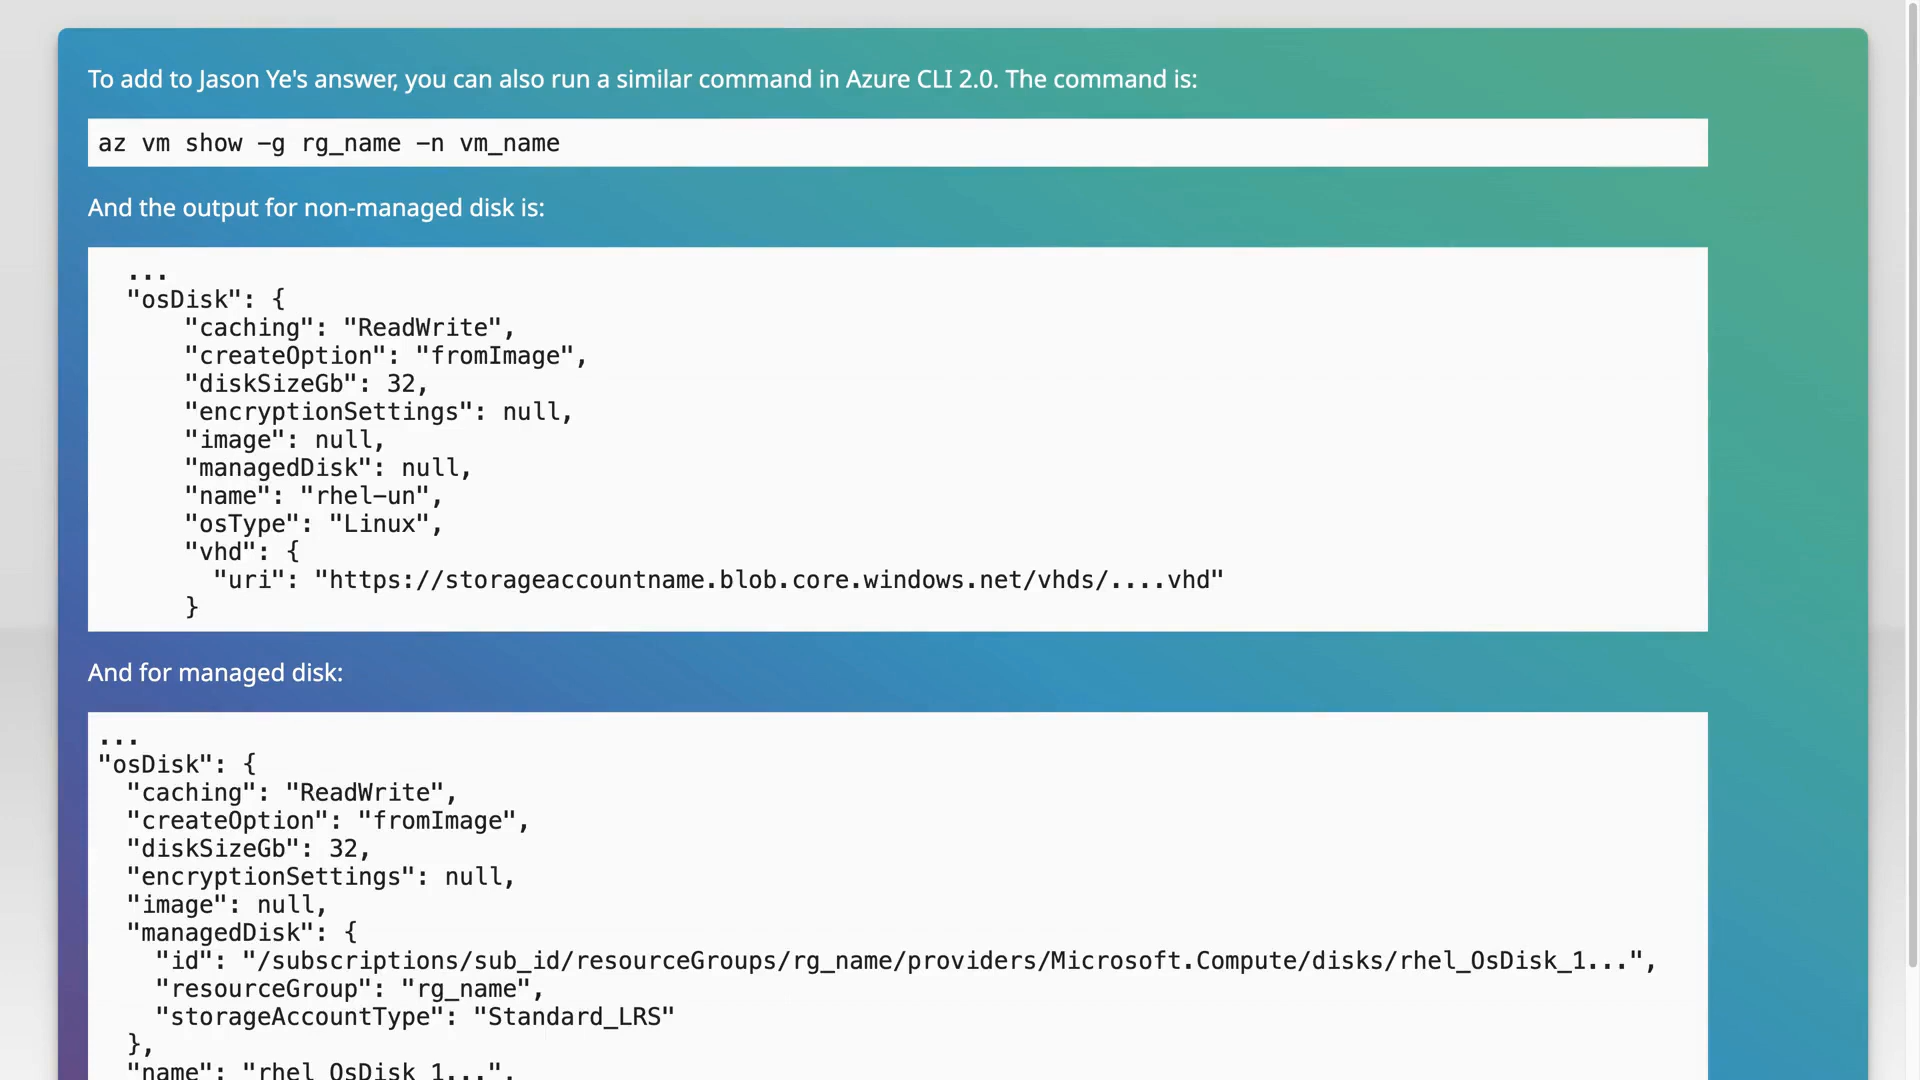 To add to Jason Ye's answer, you can also run a similar command in Azure CLI 2.0. The command is:
az vm show -g rg_name -n vm_name
And the output for non-managed disk is:
...
"osDisk": {
"caching": "ReadWrite",
"createOption": "fromImage",
"diskSizeGb": 32,
"encryptionSettings": null,
"image": null,
"managedDisk": null,
"name": "rhel-un",
"osType": "Linux",
"vhd": {
"uri": "https://storageaccountname.blob.core.windows.net/vhds/....vhd"
}
And for managed disk:
...
"osDisk": {
"caching": "ReadWrite",
"createOption": "fromImage",
"diskSizeGb": 32,
"encryptionSettings": null,
"image": null,
"managedDisk": {
"id": "/subscriptions/sub_id/resourceGroups/rg_name/providers/Microsoft.Compute/disks/rhel_OsDisk_1...",
"resourceGroup": "rg_name",
"storageAccountType": "Standard_LRS"
},
"name": "rhel_OsDisk_1...",